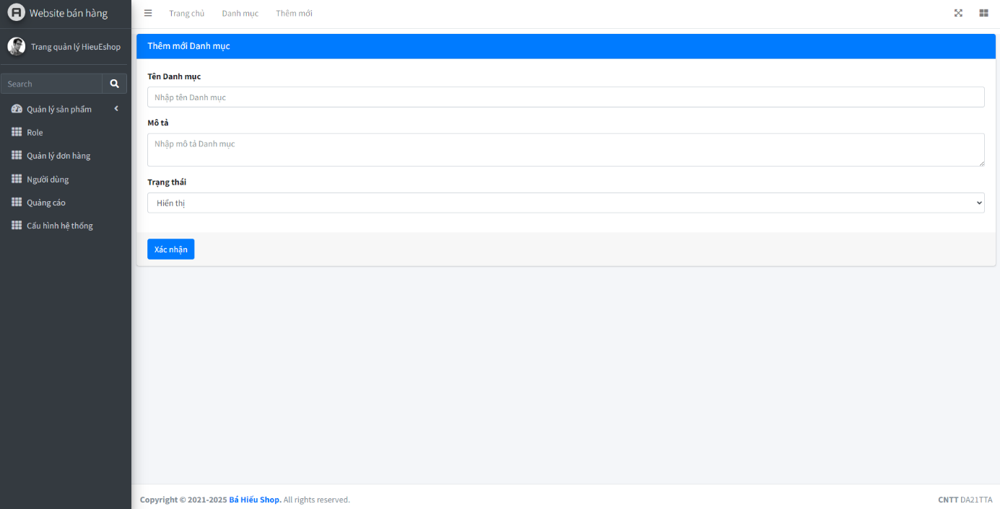 Website bán hàng
Trang chủ Danh mục Thêm mới
Trang quản lý HieuEshop
Search
Quản lý sản phẩm
Role
Quản lý đơn hàng
Người dùng
Quảng cáo
Cấu hình hệ thống
Thêm mới Danh mục
Tên Danh mục
Nhập tên Danh mục
Mô tả
Nhập mô tả Danh mục
Trạng thái
Hiển thị
Xác nhận
Copyright © 2021-2025 Bá Hiếu Shop. All rights reserved.
CNTT DA21TTA